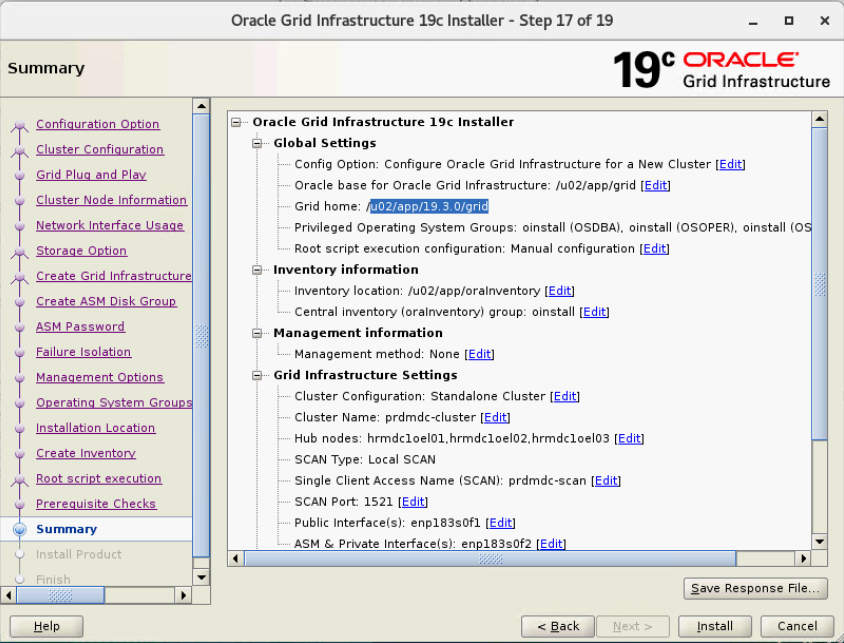 Oracle Grid Infrastructure 19c Installer - Step 17 of 19
Summary
19c ORACLE
Grid Infrastructure
Configuration Option
Cluster Configuration
Grid Plug and Play
Cluster Node Information
Network Interface Usage
Storage Option
Create Grid Infrastructure
Create ASM Disk Group
ASM Password
Failure Isolation
Management Options
Operating System Groups
Installation Location
Create Inventory
Root script execution
Prerequisite Checks
Summary
Install Product
Finish
Oracle Grid Infrastructure 19c Installer
Global Settings
Config Option: Configure Oracle Grid Infrastructure for a New Cluster [Edit]
Oracle base for Oracle Grid Infrastructure: /u02/app/grid [Edit]
Grid home: /u02/app/19.3.0/grid
Privileged Operating System Groups: oinstall (OSDBA), oinstall (OSOPER), oinstall (OS
Root script execution configuration: Manual configuration [Edit]
Inventory information
Inventory location: /u02/app/oraInventory [Edit]
Central inventory (oraInventory) group: oinstall [Edit]
Management information
Management method: None [Edit]
Grid Infrastructure Settings
Cluster Configuration: Standalone Cluster [Edit]
Cluster Name: prdmdc-cluster [Edit]
Hub nodes: hrmdc1oel01,hrmdc1oel02,hrmdc1oel03 [Edit]
SCAN Type: Local SCAN
Single Client Access Name (SCAN): prdmdc-scan [Edit]
SCAN Port: 1521 [Edit]
Public Interface(s): enp183s0f1 [Edit]
ASM & Private Interface(s): enp183s0f2 [Edit]
Save Response File...
Help
< Back
Next >
Install
Cancel